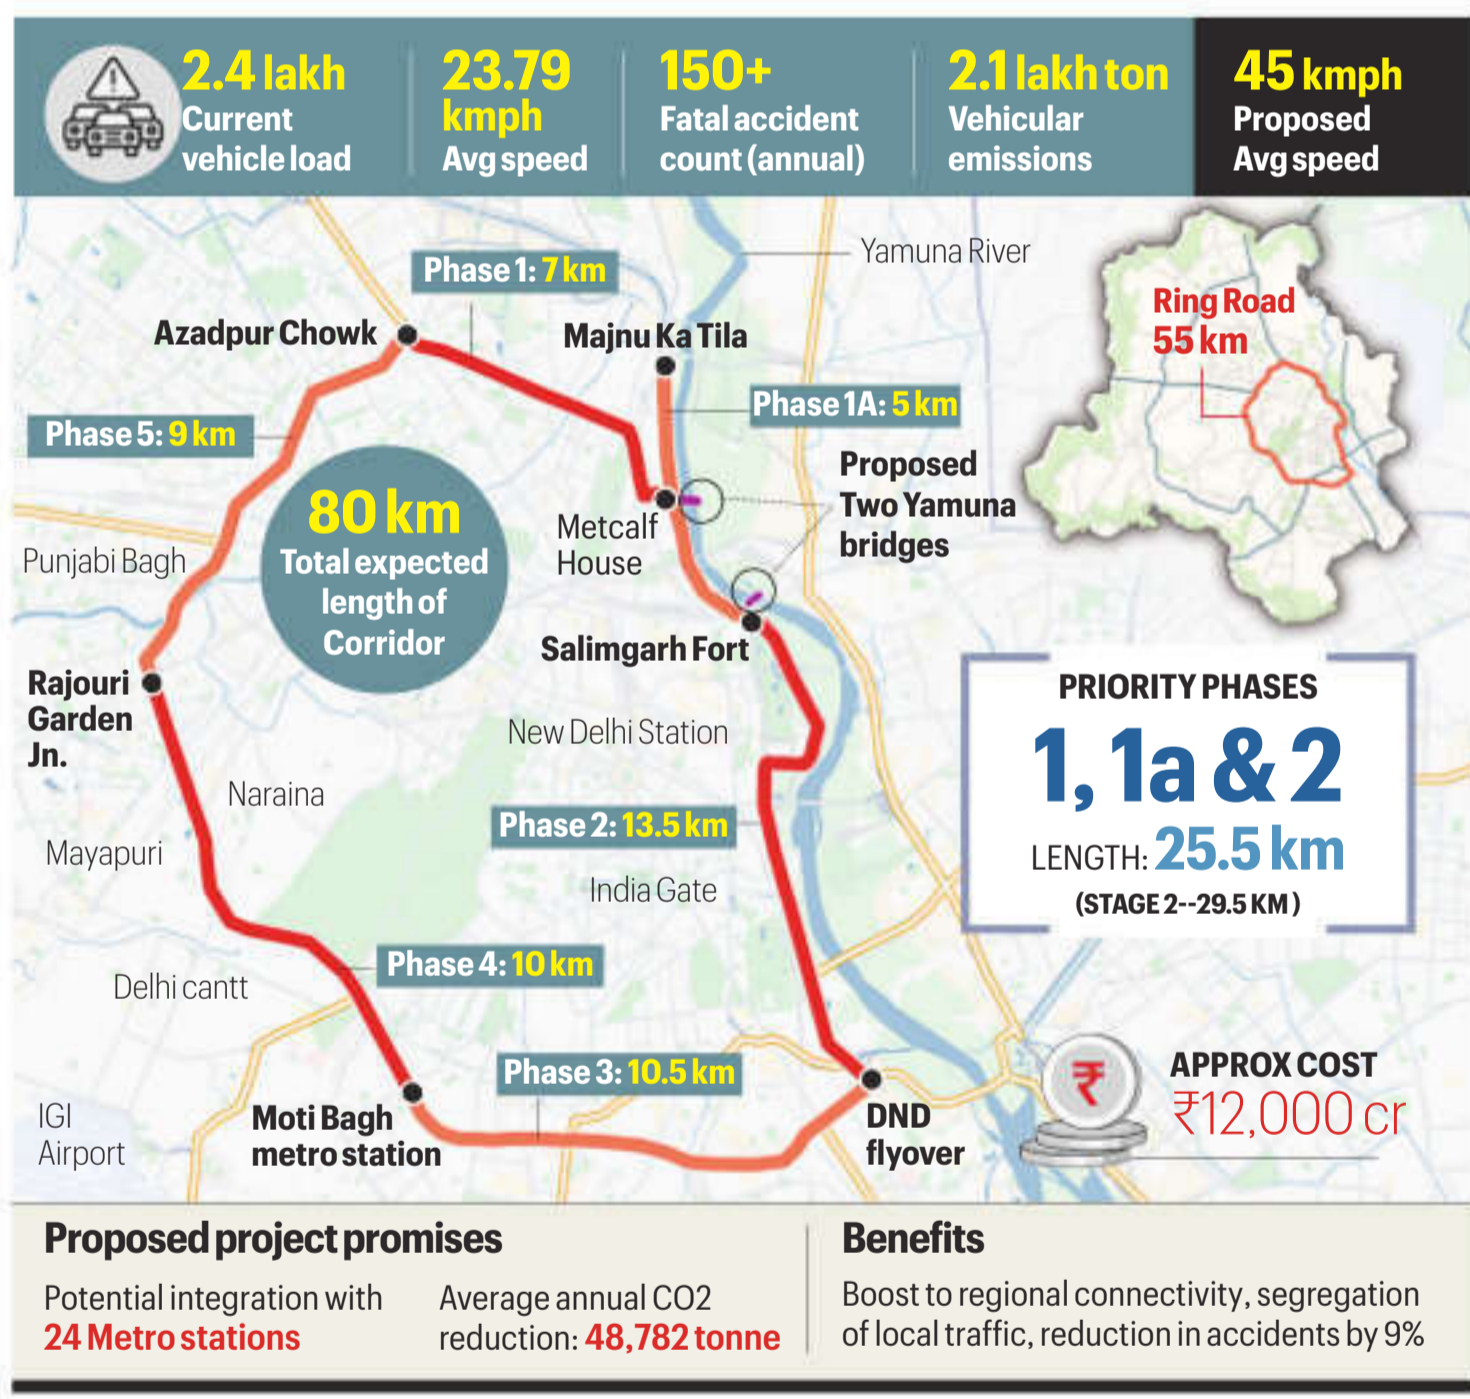 2.4 lakh
Current
vehicle load
23.79
kmph
Avg speed
150+
Fatal accident
count (annual)
2.1 lakh ton
Vehicular
emissions
45 kmph
Proposed
Avg speed
Yamuna River
Phase 1: 7 km
Azadpur Chowk
Majnu Ka Tila
Ring Road
55 km
Phase 1A: 5 km
Phase 5: 9 km
Proposed
Two Yamuna
bridges
80 km
Total expected
length of
Corridor
Metcalf
House
Punjabi Bagh
Salimgarh Fort
Rajouri
Garden
Jn.
New Delhi Station
PRIORITY PHASES
1, 1a & 2
LENGTH: 25.5 km
(STAGE 2--29.5 KM )
Naraina
Mayapuri
Phase 2: 13.5 km
India Gate
Phase 4: 10 km
Delhi cantt
Phase 3: 10.5 km
IGI
Airport
Moti Bagh
metro station
DND
flyover
₹
APPROX COST
₹12,000 cr
Proposed project promises
Potential integration with
24 Metro stations
Average annual CO2
reduction: 48,782 tonne
Benefits
Boost to regional connectivity, segregation
of local traffic, reduction in accidents by 9%